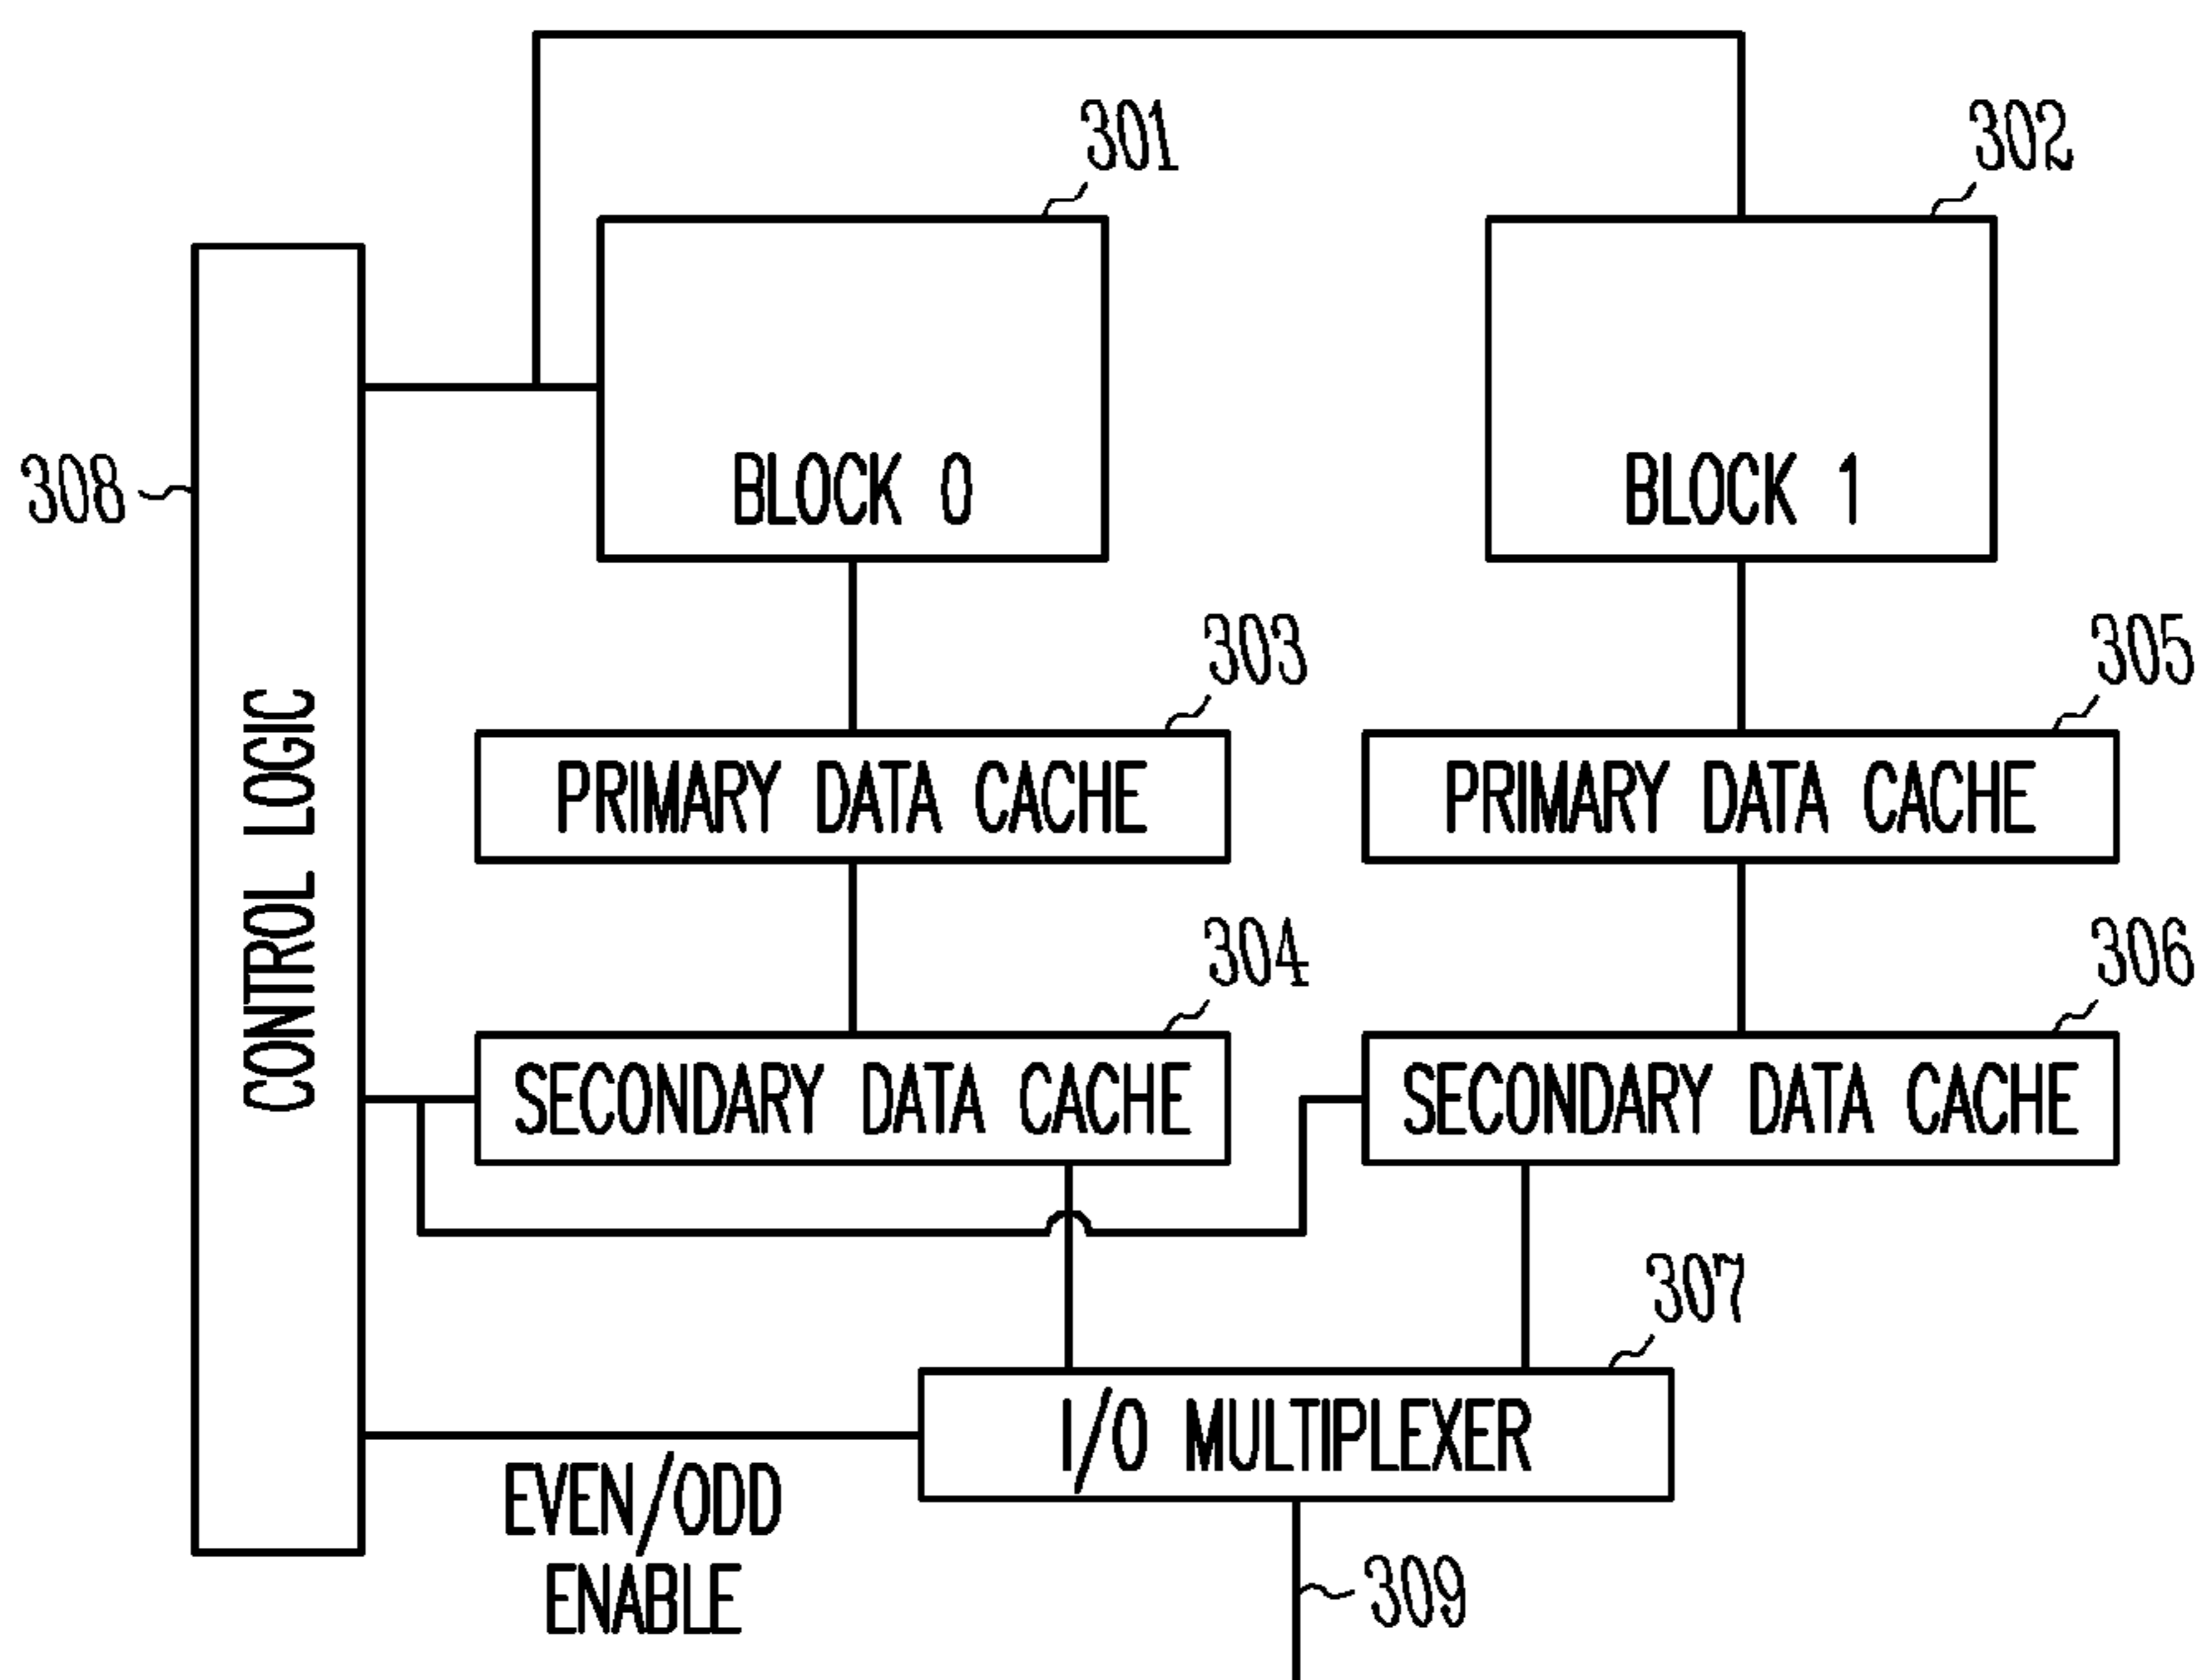 301
302
308
BLOCK 0
BLOCK 1
303
305
CONTROL LOGIC
PRIMARY DATA CACHE
PRIMARY DATA CACHE
304
306
SECONDARY DATA CACHE
SECONDARY DATA CACHE
307
I/O MULTIPLEXER
EVEN/ODD
ENABLE
309